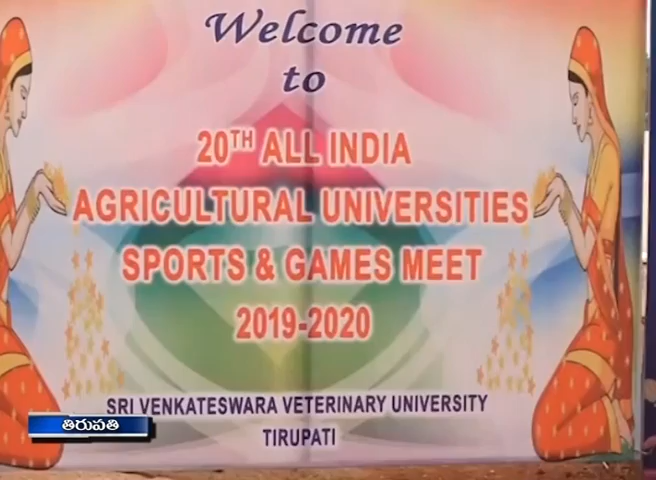 Welcome
to
20TH ALL INDIA
AGRICULTURAL UNIVERSITIES
SPORTS & GAMES MEET
2019-2020
SRI VENKATESWARA VETERINARY UNIVERSITY
TIRUPATI
తిరుపతి